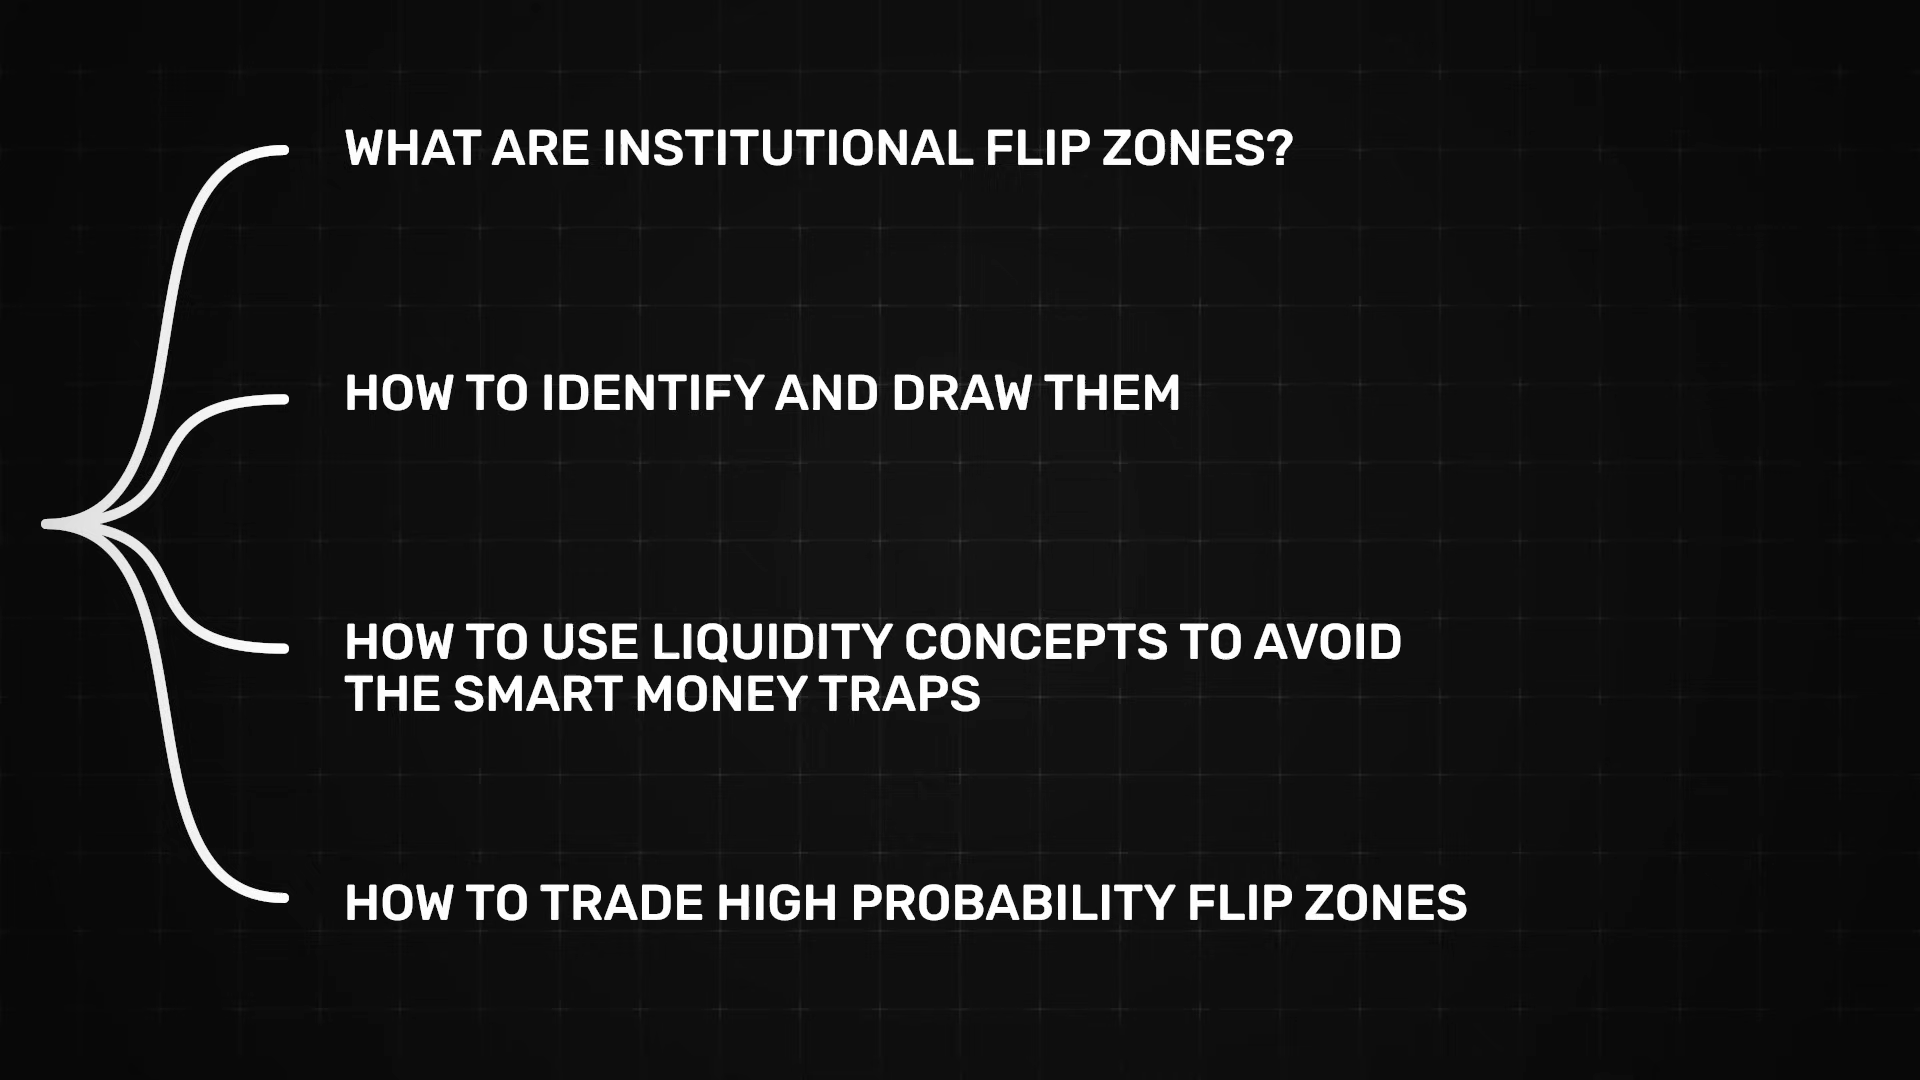 WHAT ARE INSTITUTIONAL FLIP ZONES?
HOW TO IDENTIFY AND DRAW THEM
HOW TO USE LIQUIDITY CONCEPTS TO AVOID
THE SMART MONEY TRAPS
HOW TO TRADE HIGH PROBABILITY FLIP ZONES